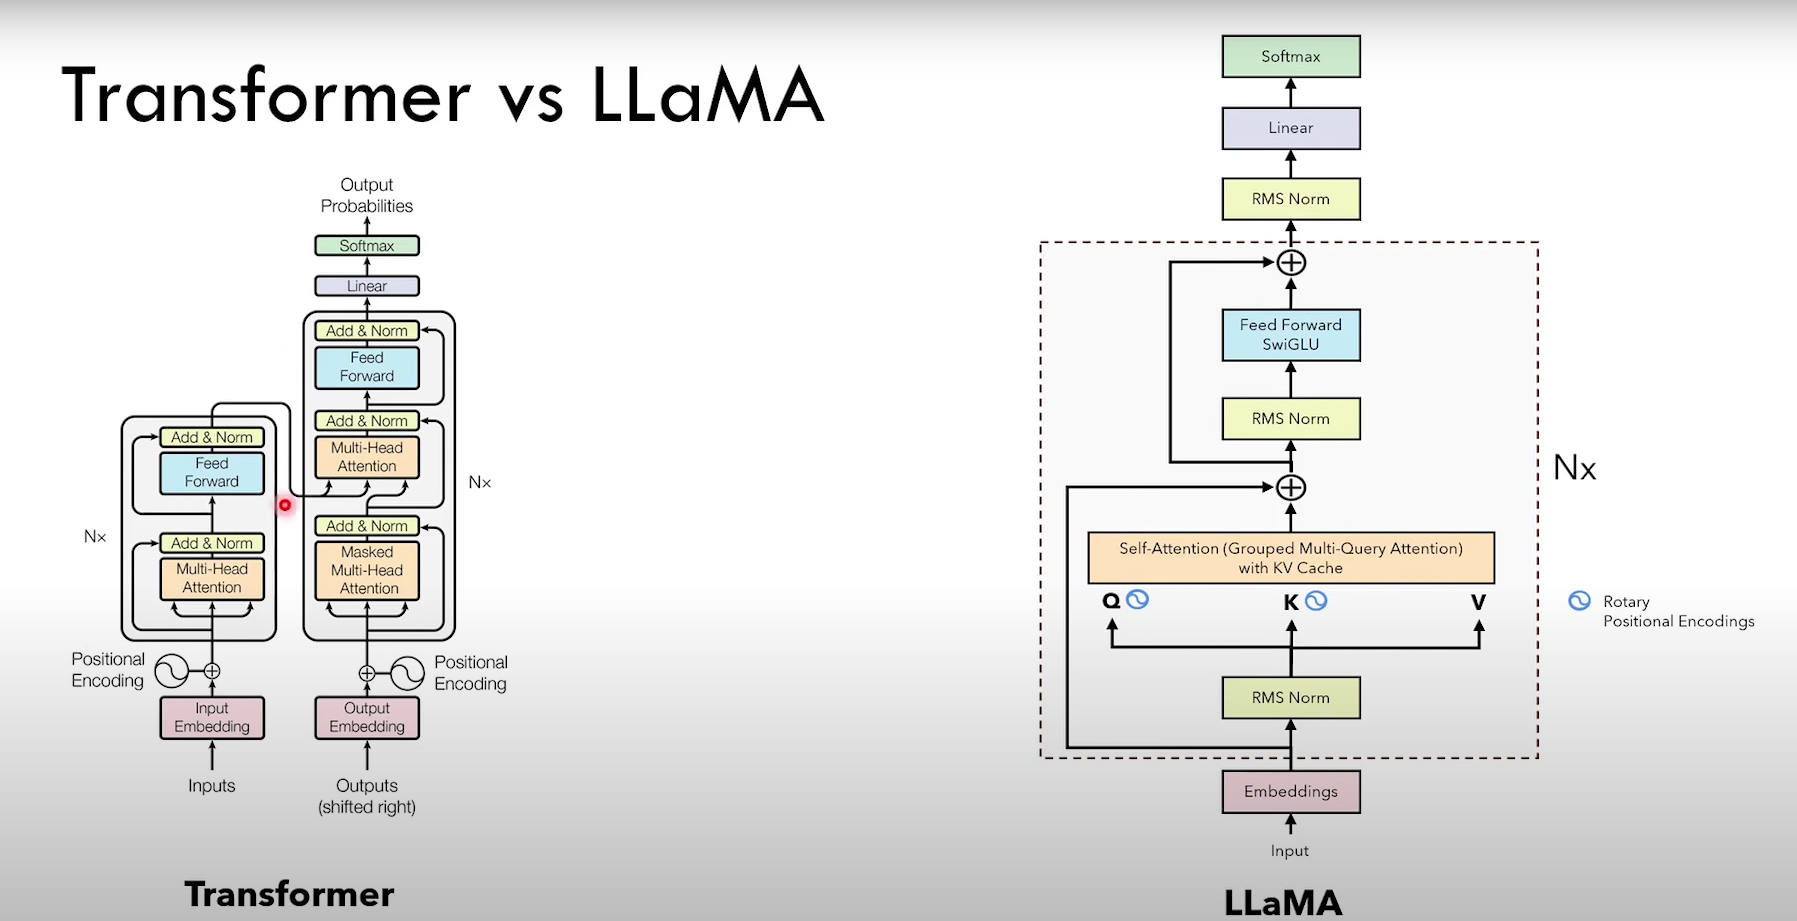 Transformer vs LLaMA
Output
Probabilities
Softmax
Linear
Add & Norm
Feed
Forward
Add & Norm
Multi-Head
Attention
Add & Norm
Masked
Multi-Head
Attention
Nx
Positional
Encoding
Output
Embedding
Outputs
(shifted right)
Add & Norm
Feed
Forward
Add & Norm
Multi-Head
Attention
Nx
Positional
Encoding
Input
Embedding
Inputs
Transformer
Softmax
Linear
RMS Norm
Feed Forward
SwiGLU
RMS Norm
Nx
Self-Attention (Grouped Multi-Query Attention)
with KV Cache
Q
K
V
Rotary
Positional Encodings
RMS Norm
Embeddings
Input
LLaMA